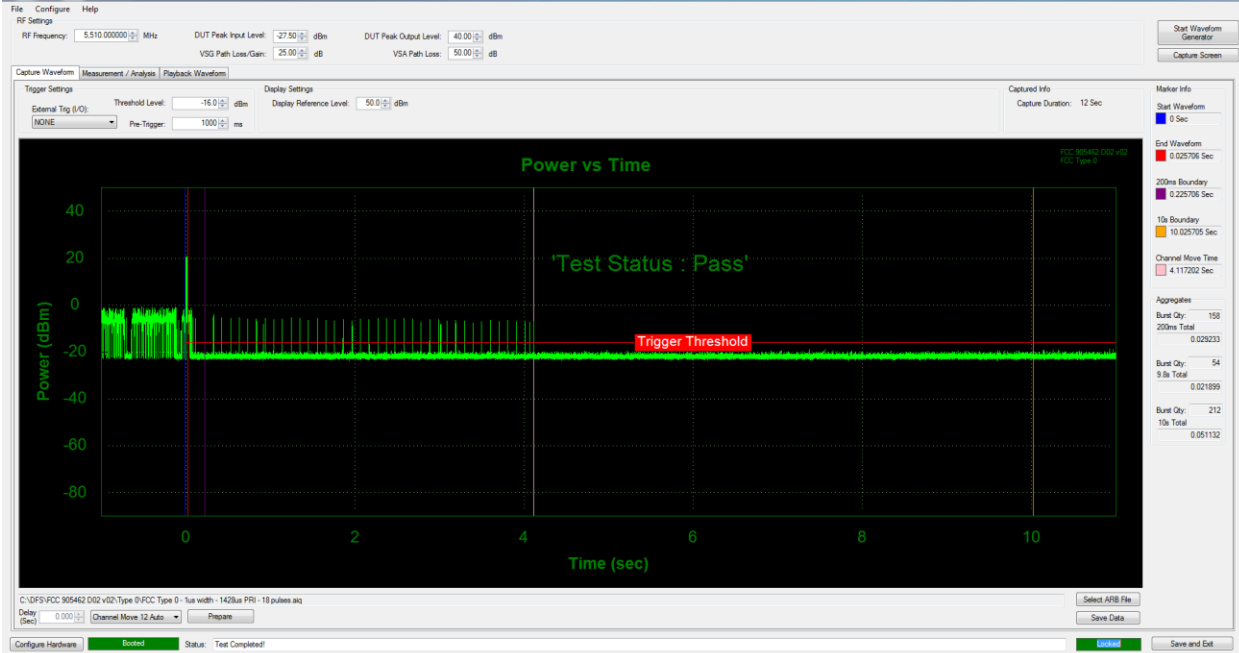 File Configure Help
RF Settings
RF Frequency: 5.510.000000 MHz DUT Peak Input Level: -27.50 dBm DUT Peak Output Level: 40.00 dBm
VSG Path Loss/Gain: 25.00 dB VSA Path Loss: 50.00 dB
Start Waveform
Generator
Capture Screen
Capture Waveform Measurement / Analysis Playback Waveform
Trigger Settings
External Trig (I/O): Threshold Level: -16.0 dBm
NONE Pre-Trigger: 1000 ms
Display Settings
Display Reference Level: 50.0 dBm
Captured Info
Capture Duration: 12 Sec
Marker Info
Start Waveform
0 Sec
End Waveform
0.025706 Sec
200ms Boundary
0.225706 Sec
10s Boundary
10.025705 Sec
Channel Move Time
4.117202 Sec
Aggregates
Burst Qty: 158
200ms Total
0.029233
Burst Qty: 54
9.8s Total
0.021899
Burst Qty: 212
10s Total
0.051132
Power vs Time
FCC 905462 D02 v02
FCC Type 0
'Test Status : Pass'
Trigger Threshold
Power (dBm)
40
20
0
-20
-40
-60
-80
0 2 4 6 8 10
Time (sec)
C:\DFS\FCC 905462 D02 v02\Type 0\FCC Type 0 - 1us width - 1428us PRI - 18 pulses.aiq
Select ARB File
Delay
(Sec) 0.000 Channel Move 12 Auto Prepare
Save Data
Configure Hardware Booted Status: Test Completed! Locked Save and Exit